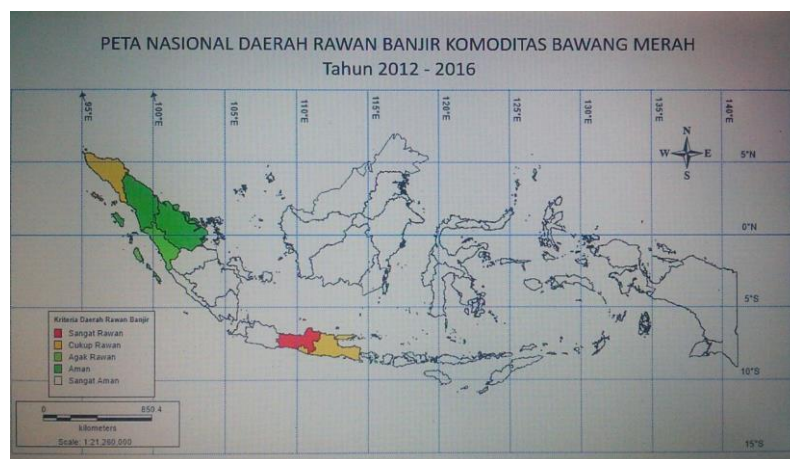 PETA NASIONAL DAERAH RAWAN BANJIR KOMODITAS BAWANG MERAH
Tahun 2012 - 2016
95°E
100°E
105°E
110°E
115°E
120°E
125°E
130°E
135°E
140°E
N
W E
S
5°N
0°N
5°S
10°S
15°S
Kriteria Daerah Rawan Banjir
Sangat Rawan
Cukup Rawan
Agak Rawan
Aman
Sangat Aman
0 850.4
kilometers
Scale: 1:21,260,000